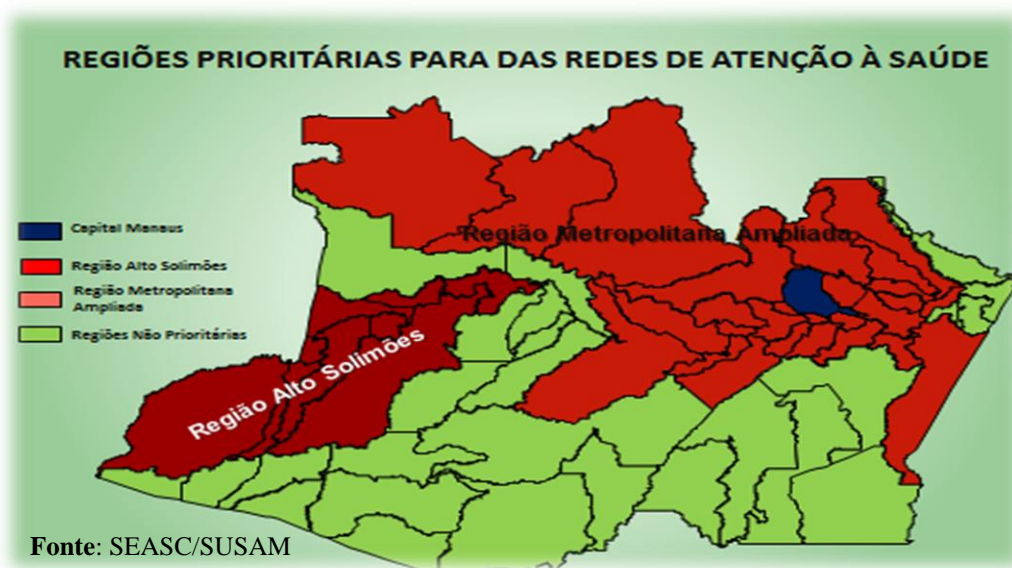 REGIÕES PRIORITÁRIAS PARA DAS REDES DE ATENÇÃO À SAÚDE
Capital Manaus
Região Alto Solimões
Região Metropolitana
Ampliada
Regiões Não Prioritárias
Região Metropolitana Ampliada
Região Alto Solimões
Fonte: SEASC/SUSAM